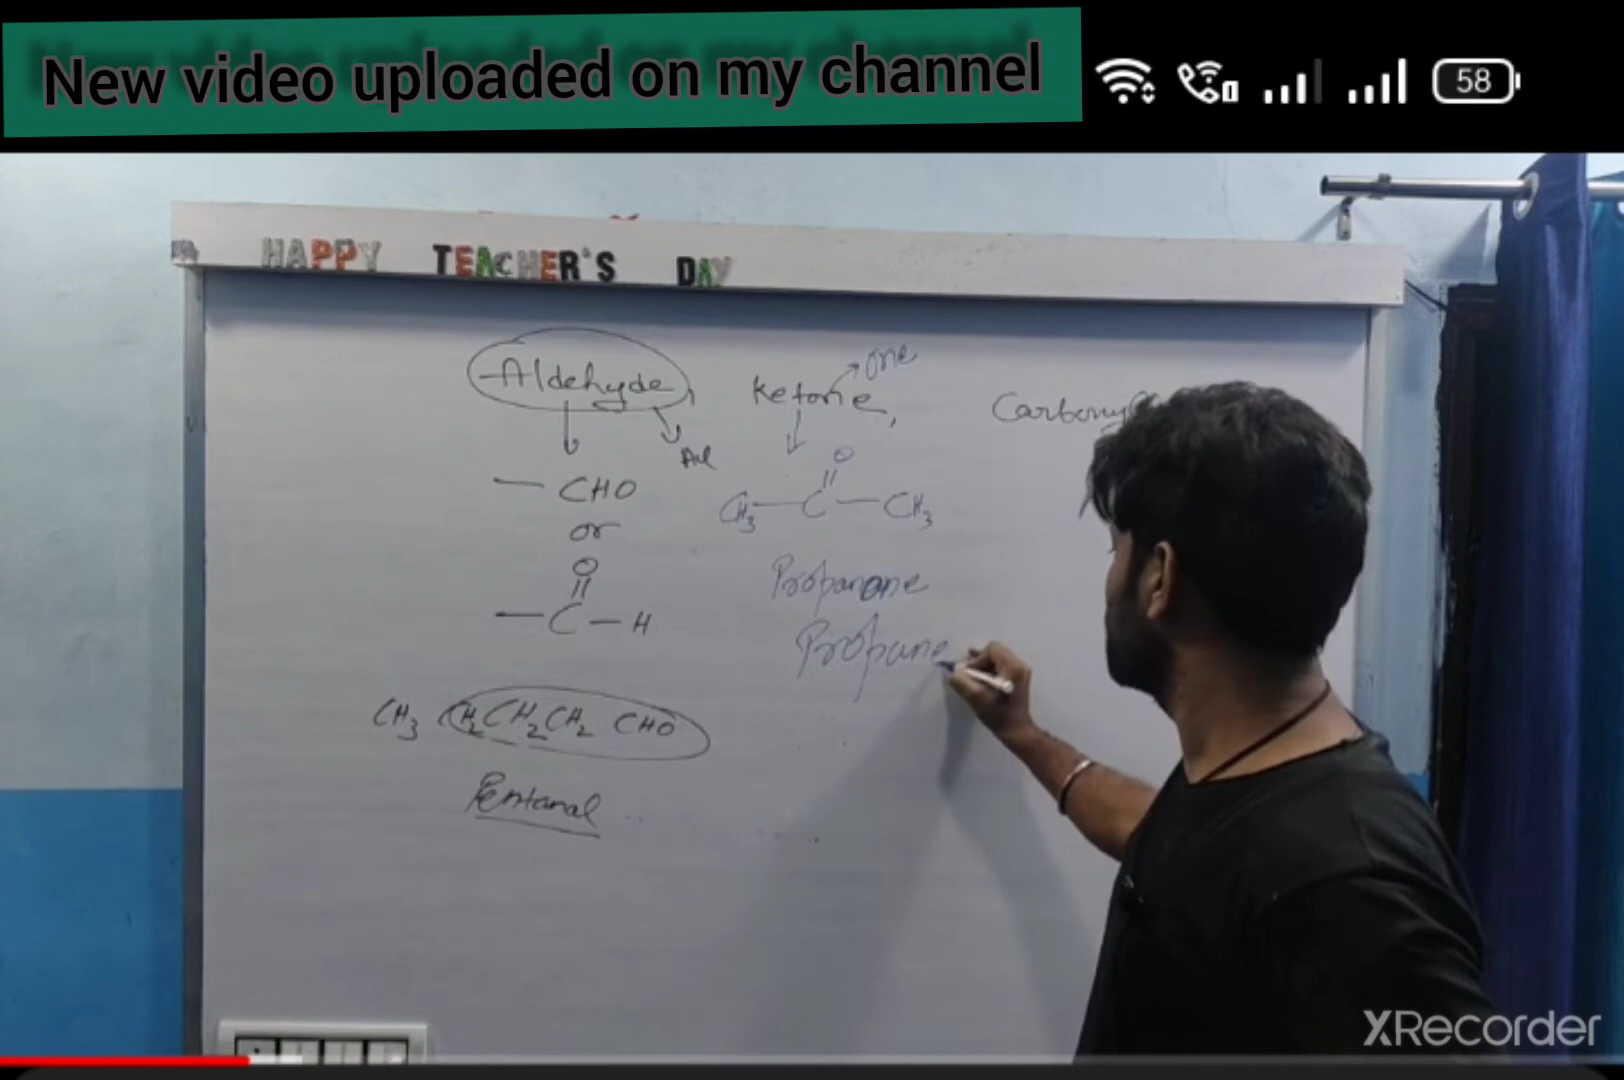 New video uploaded on my channel
58
HAPPY TEACHER'S DAY
Aldehyde, Ketone, Carbonyl
one
al
—CHO
or
O
—C—H
O
CH3—C—CH3
Propanone
Propane
CH3 CH2CH2CH2 CHO
Pentanal
XRecorder